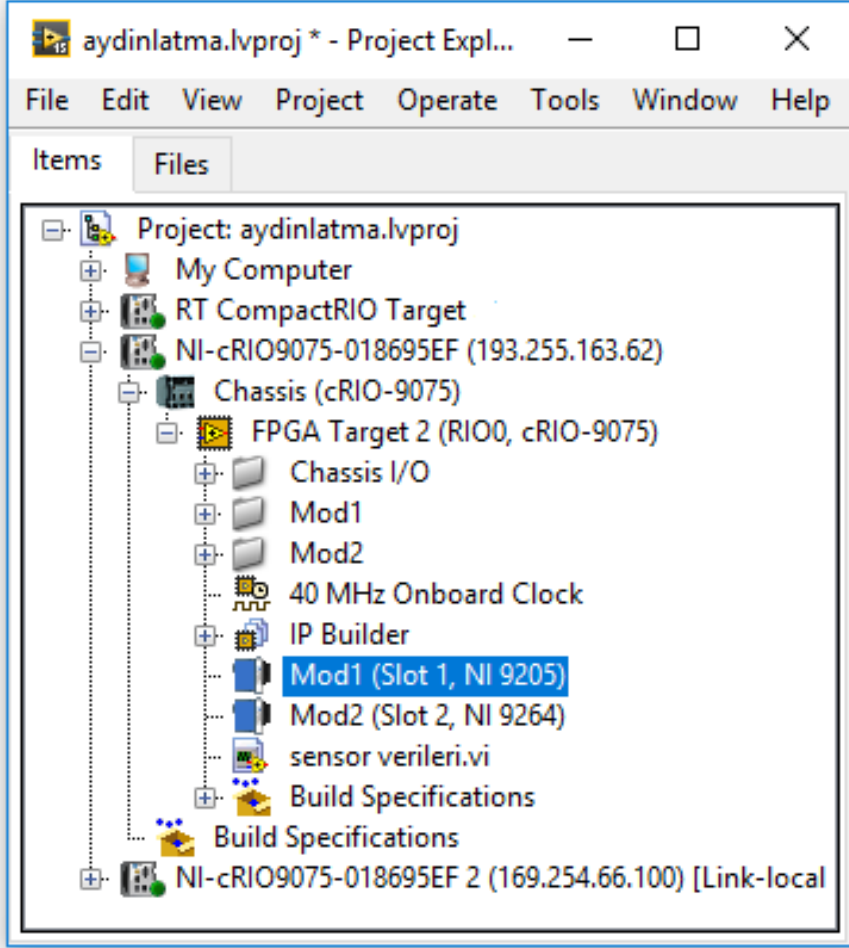 aydinlatma.lvproj * - Project Expl...
File Edit View Project Operate Tools Window Help
Items Files
Project: aydinlatma.lvproj
My Computer
RT CompactRIO Target
NI-cRIO9075-018695EF (193.255.163.62)
Chassis (cRIO-9075)
FPGA Target 2 (RIO0, cRIO-9075)
Chassis I/O
Mod1
Mod2
40 MHz Onboard Clock
IP Builder
Mod1 (Slot 1, NI 9205)
Mod2 (Slot 2, NI 9264)
sensor verileri.vi
Build Specifications
Build Specifications
NI-cRIO9075-018695EF 2 (169.254.66.100) [Link-local